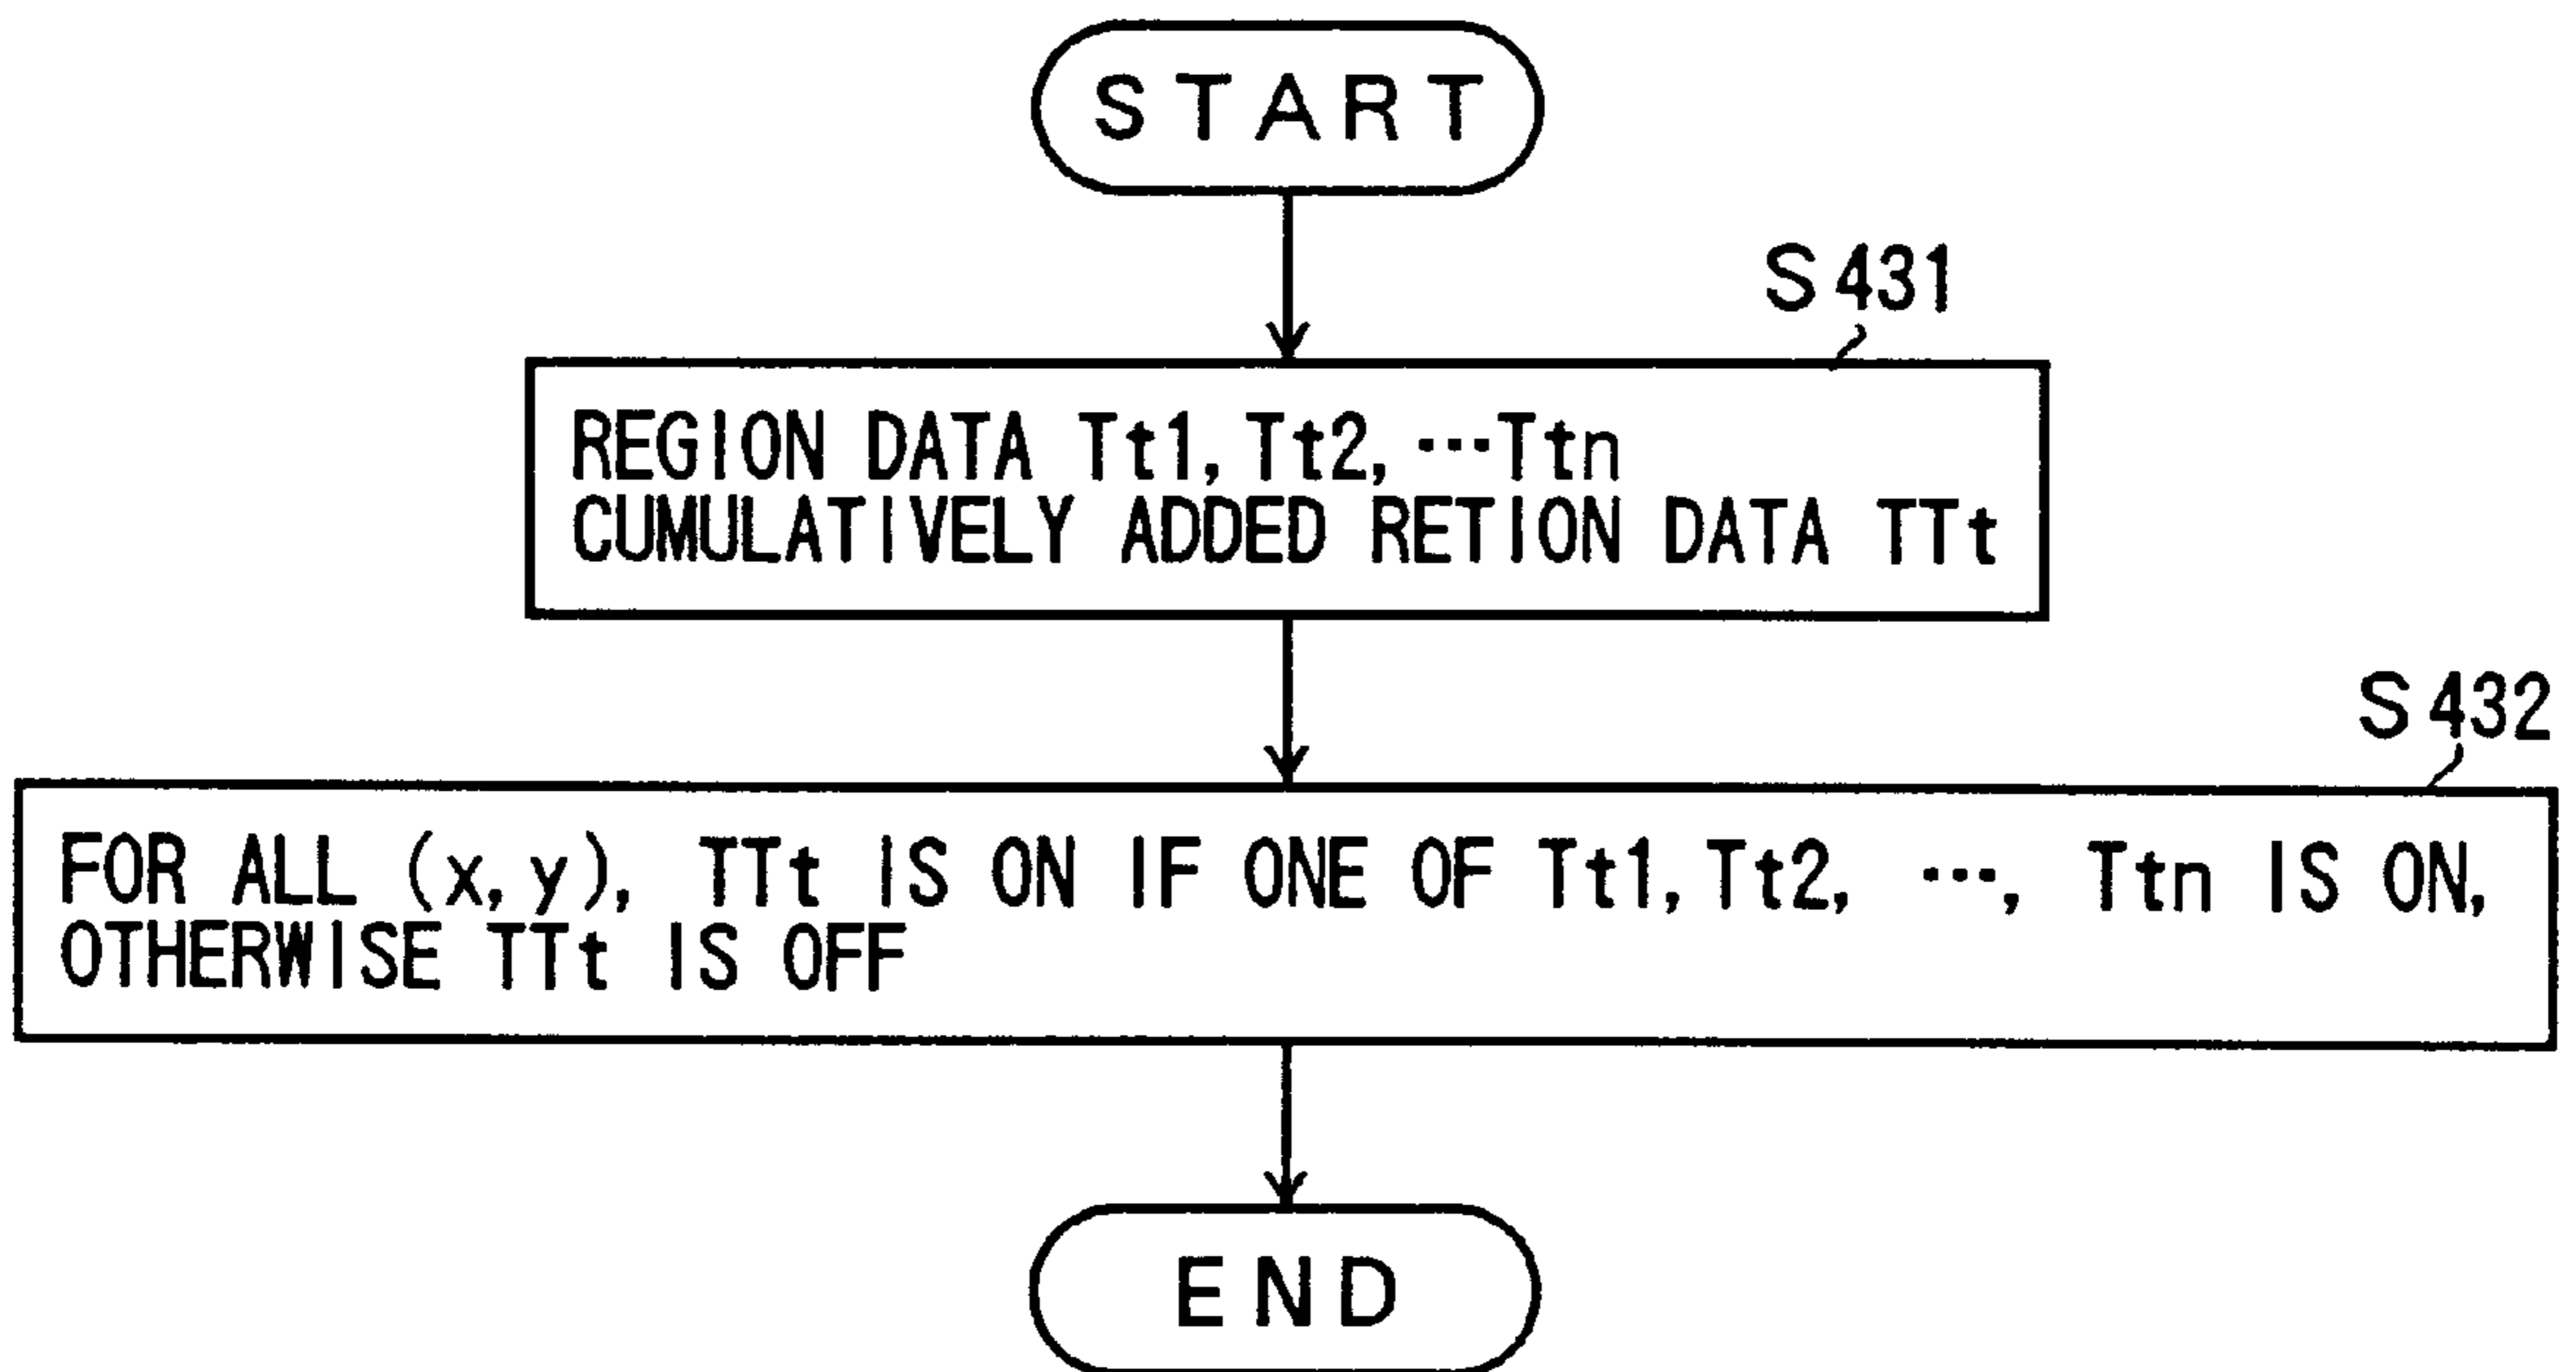 START
S431
REGION DATA Tt1, Tt2, ···Ttn
CUMULATIVELY ADDED RETION DATA TTt
S432
FOR ALL (x, y), TTt IS ON IF ONE OF Tt1, Tt2, ···, Ttn IS ON,
OTHERWISE TTt IS OFF
END